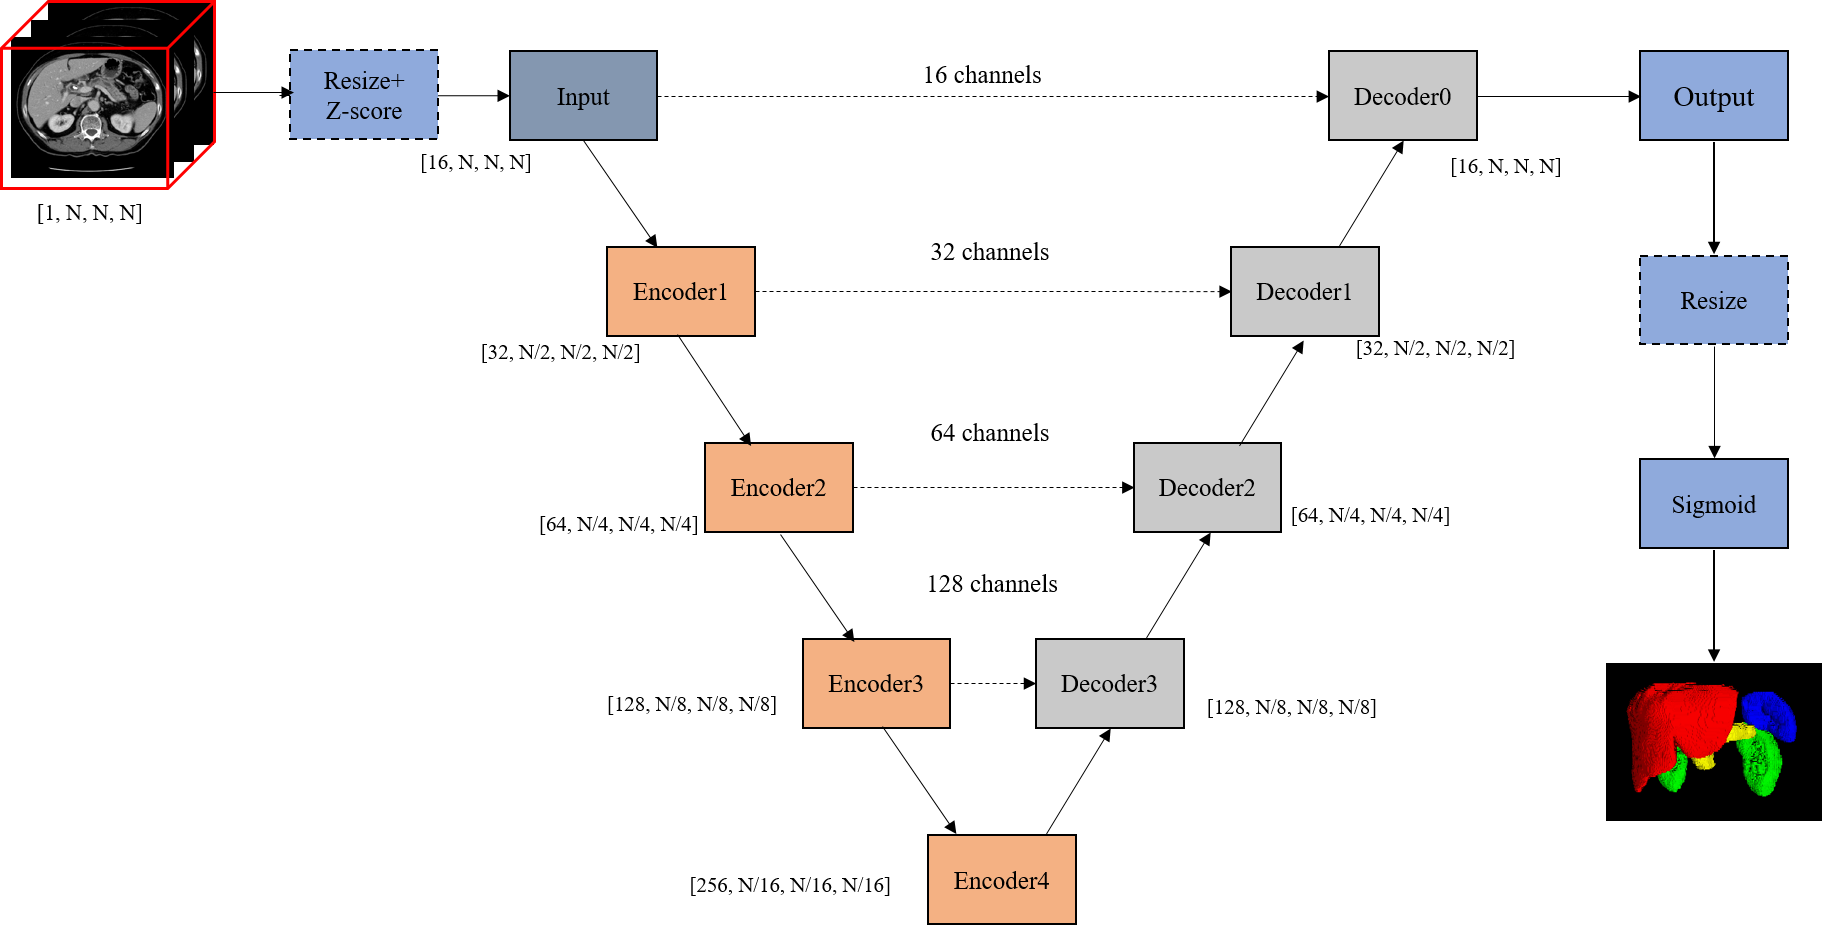 [1, N, N, N]
Resize+
Z-score
Input
[16, N, N, N]
16 channels
Decoder0
[16, N, N, N]
Output
Encoder1
[32, N/2, N/2, N/2]
32 channels
Decoder1
[32, N/2, N/2, N/2]
Resize
Encoder2
[64, N/4, N/4, N/4]
64 channels
Decoder2
[64, N/4, N/4, N/4]
Sigmoid
128 channels
Encoder3
[128, N/8, N/8, N/8]
Decoder3
[128, N/8, N/8, N/8]
Encoder4
[256, N/16, N/16, N/16]